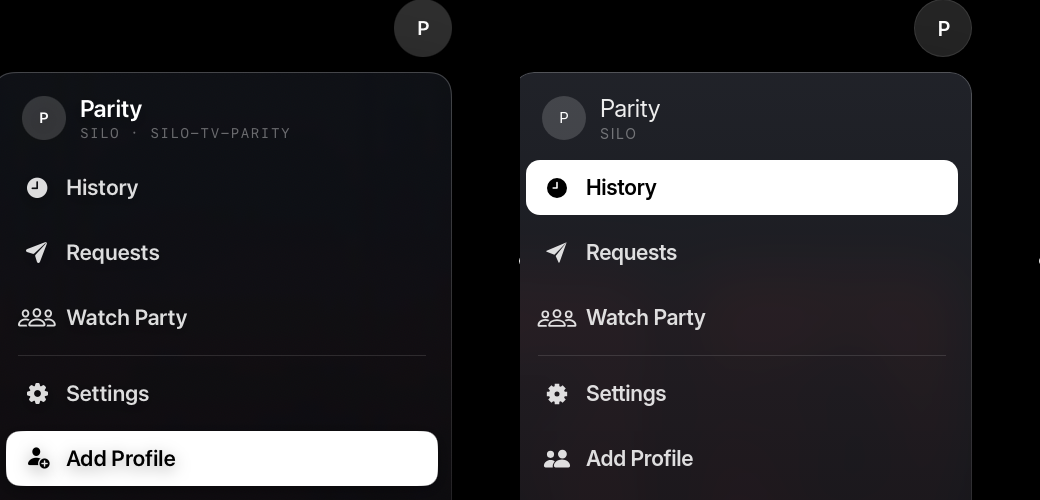 P
P
Parity
SILO · SILO-TV-PARITY
History
Requests
Watch Party
Settings
Add Profile
P
P
Parity
SILO
History
Requests
Watch Party
Settings
Add Profile